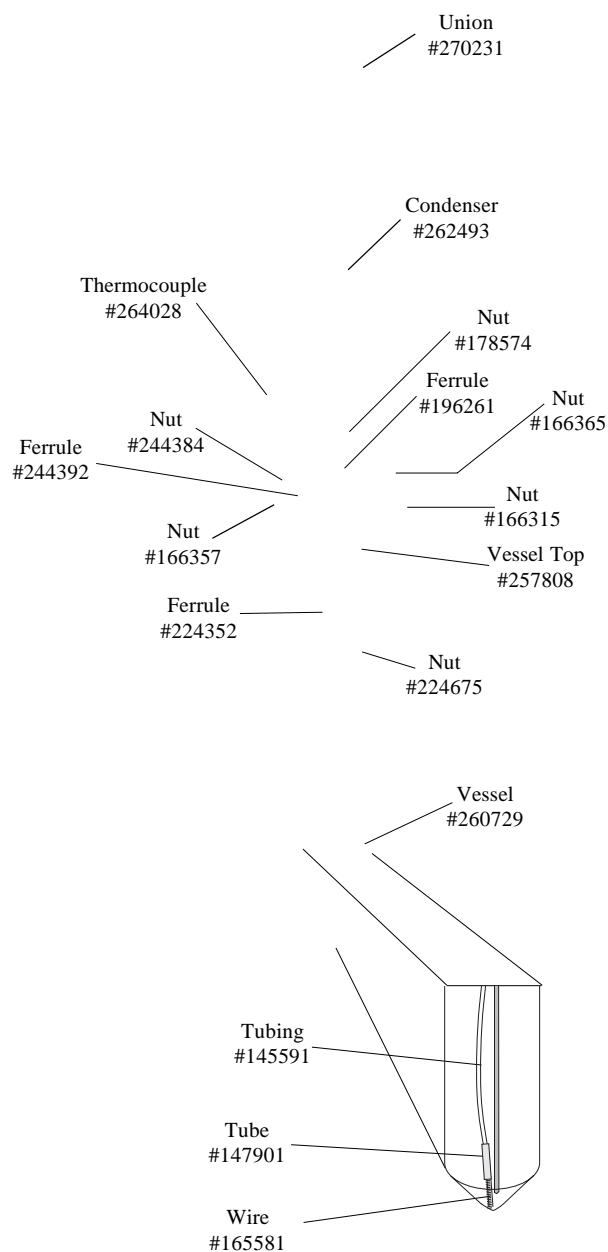 Union
#270231
Condenser
#262493
Thermocouple
#264028
Nut
#178574
Ferrule
#196261
Nut
#166365
Nut
#244384
Ferrule
#244392
Nut
#166315
Nut
#166357
Vessel Top
#257808
Ferrule
#224352
Nut
#224675
Vessel
#260729
Tubing
#145591
Tube
#147901
Wire
#165581